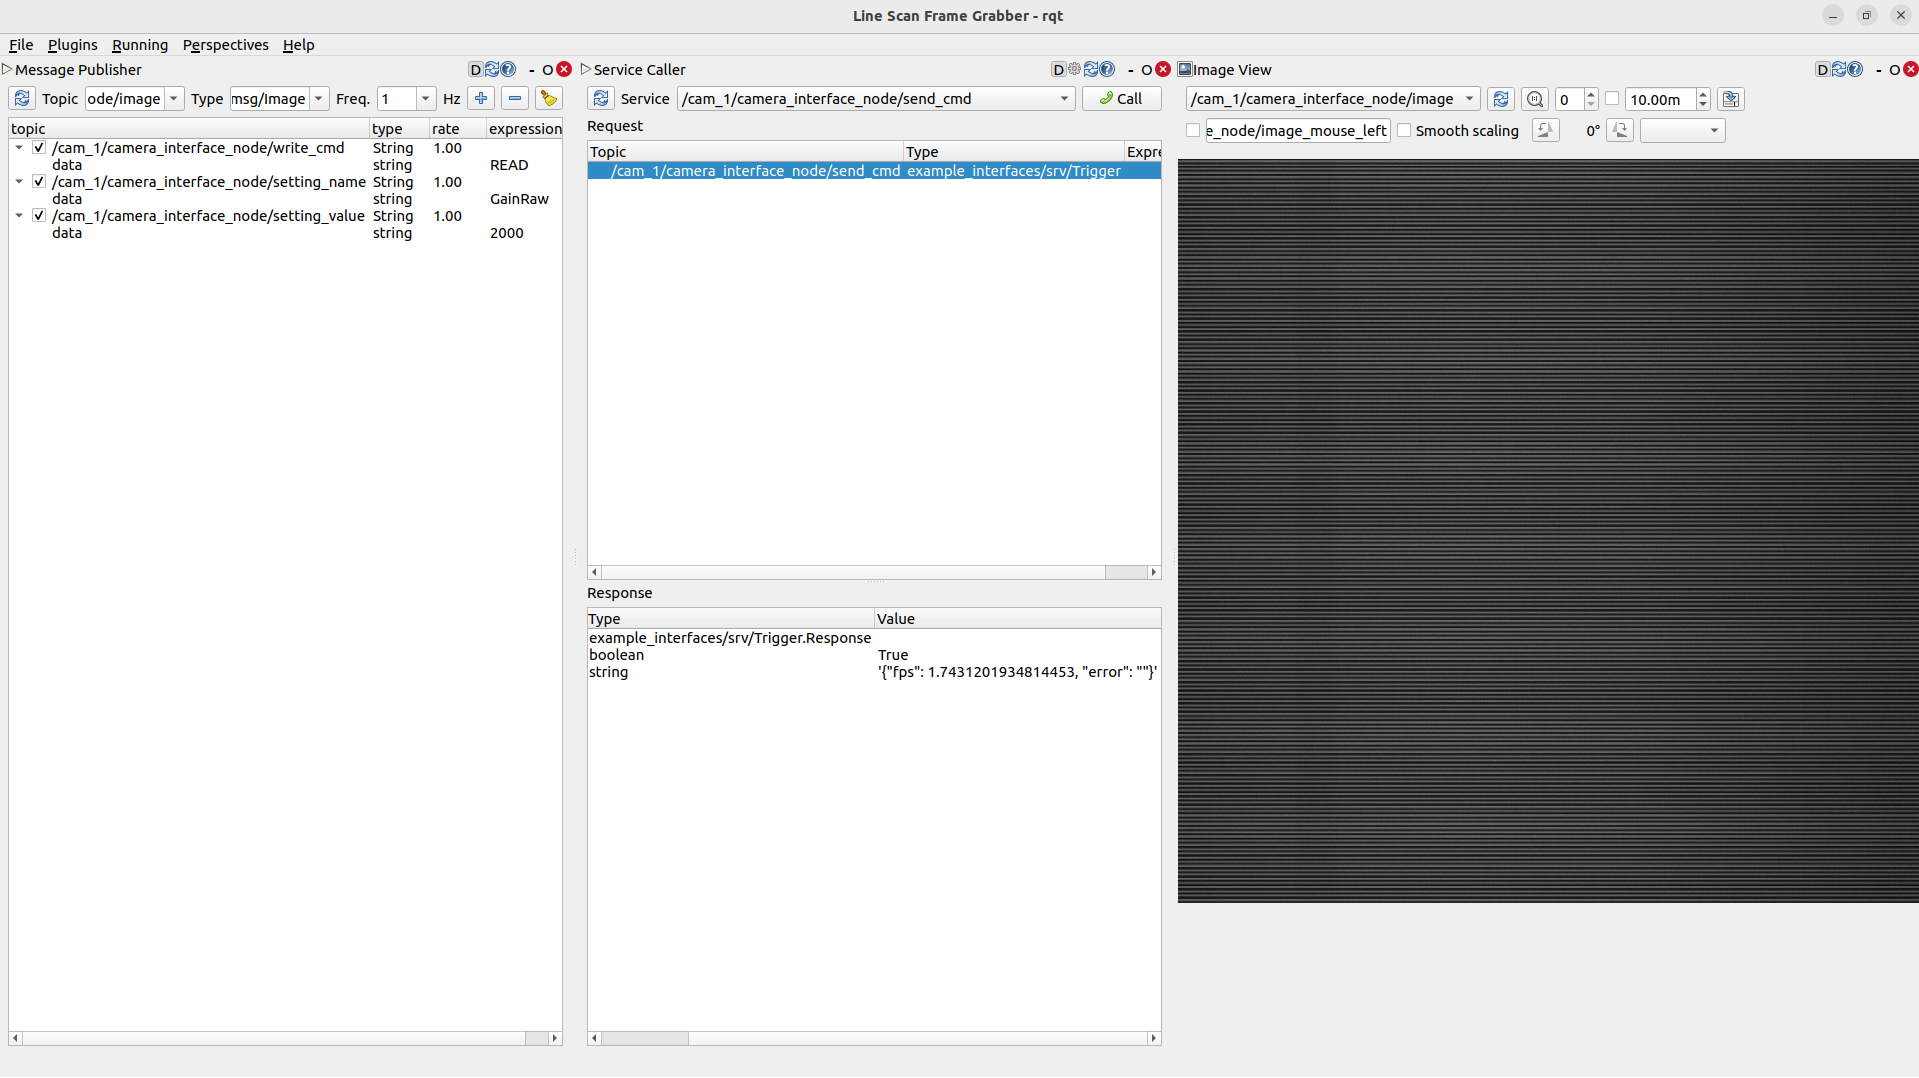 Line Scan Frame Grabber - rqt
File Plugins Running Perspectives Help
Message Publisher D - O
Topic ode/image Type msg/Image Freq. 1 Hz
topic type rate expression
/cam_1/camera_interface_node/write_cmd String 1.00
data string READ
/cam_1/camera_interface_node/setting_name String 1.00
data string GainRaw
/cam_1/camera_interface_node/setting_value String 1.00
data string 2000
Service Caller D - O
Service /cam_1/camera_interface_node/send_cmd Call
Request
Topic Type Expre
/cam_1/camera_interface_node/send_cmd example_interfaces/srv/Trigger
Response
Type Value
example_interfaces/srv/Trigger.Response
boolean True
string '{"fps": 1.7431201934814453, "error": ""}'
Image View D - O
/cam_1/camera_interface_node/image 0 10.00m
e_node/image_mouse_left Smooth scaling 0°